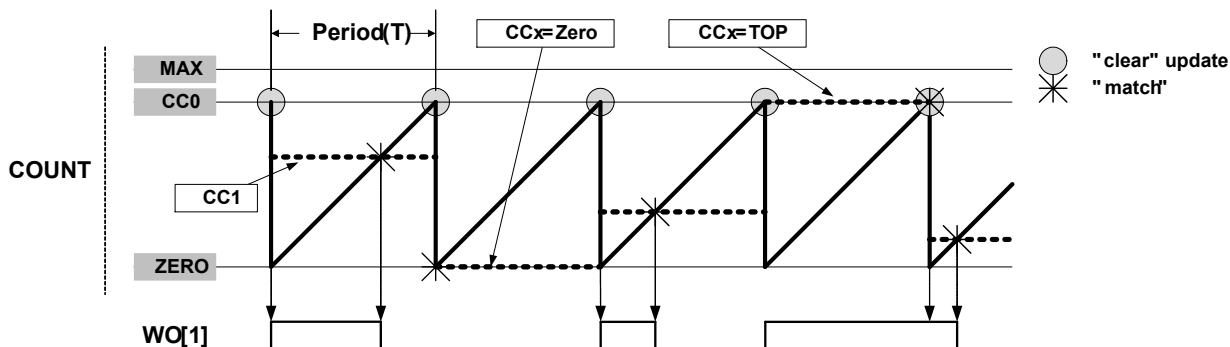 Period(T)
CCx=Zero
CCx=TOP
"clear" update
"match"
MAX
CC0
COUNT
CC1
ZERO
WO[1]